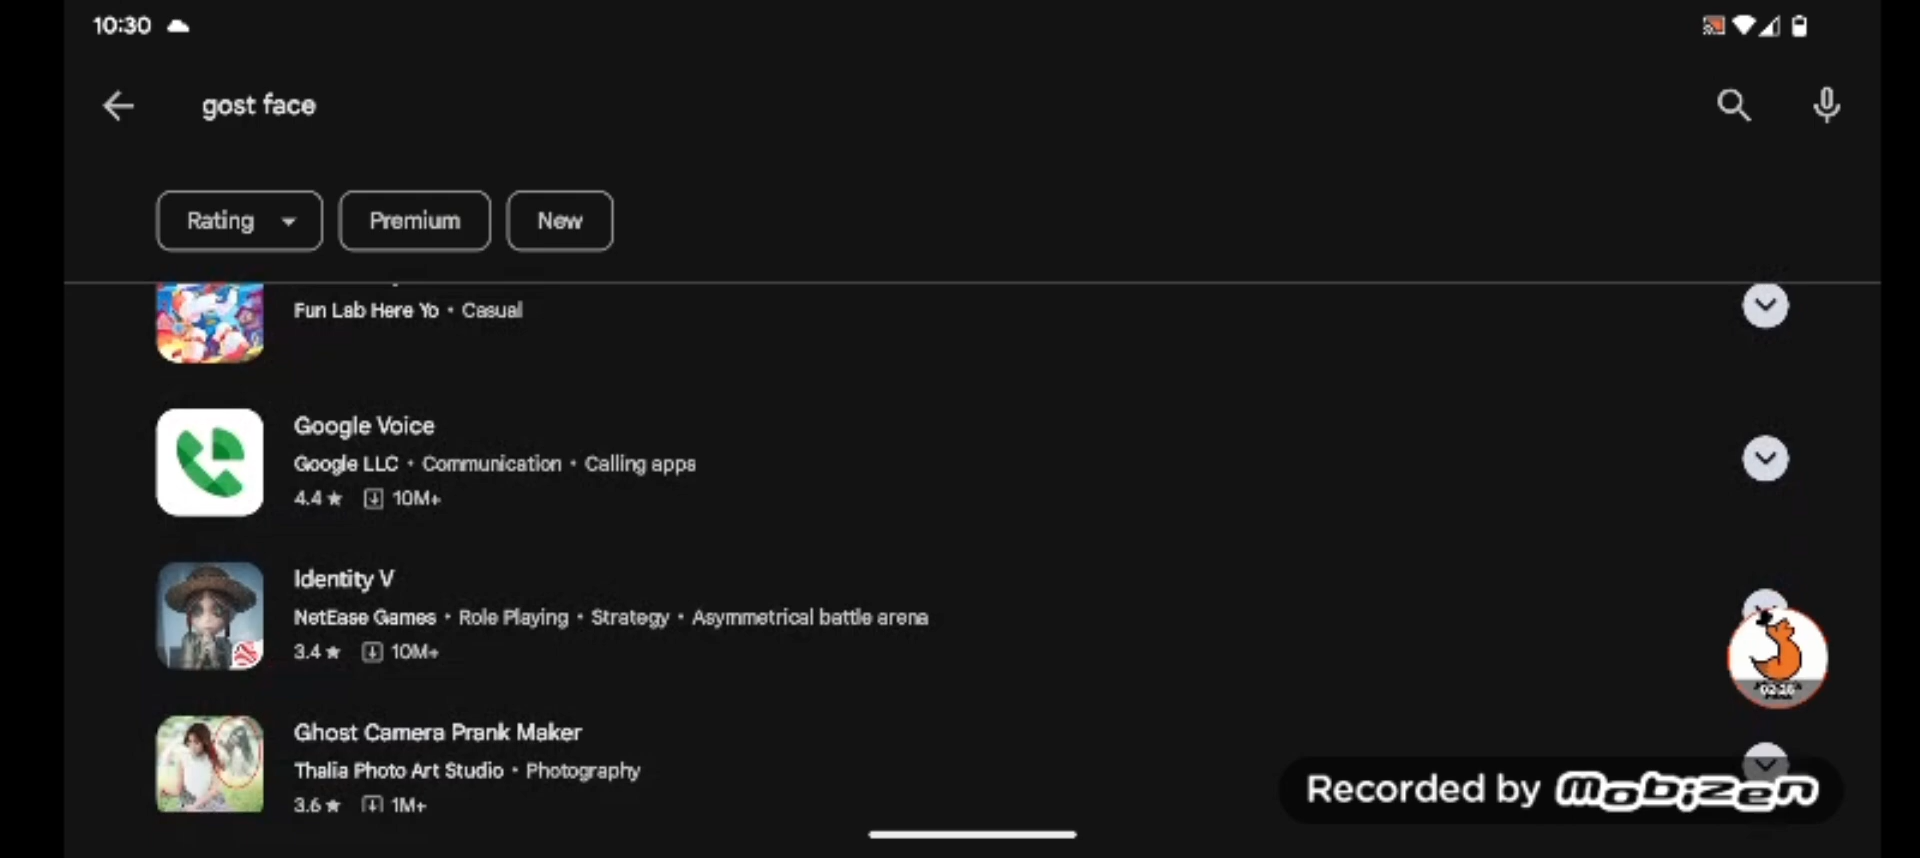 10:30
gost face
Rating
Premium
New
Fun Lab Here Yo • Casual
Google Voice
Google LLC • Communication • Calling apps
4.4 ★ 10M+
Identity V
NetEase Games • Role Playing • Strategy • Asymmetrical battle arena
3.4 ★ 10M+
02:28
Ghost Camera Prank Maker
Thalia Photo Art Studio • Photography
3.6 ★ 1M+
Recorded by mobizen